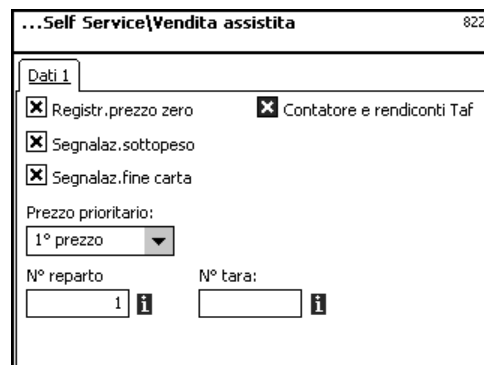 ...Self Service\Vendita assistita 822
Dati 1
Registr.prezzo zero Contatore e rendiconti Taf
Segnalaz.sottopeso
Segnalaz.fine carta
Prezzo prioritario:
1° prezzo
N° reparto N° tara:
1 i i